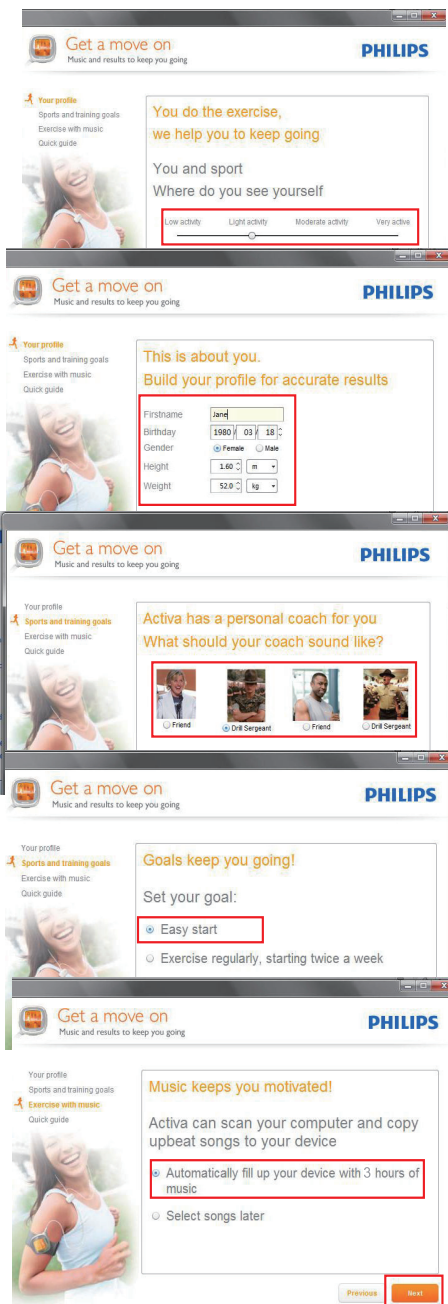 Get a move on
Music and results to keep you going
PHILIPS
Your profile
Sports and training goals
Exercise with music
Quick guide
You do the exercise,
we help you to keep going
You and sport
Where do you see yourself
Low activity Light activity Moderate activity Very active
Get a move on
Music and results to keep you going
PHILIPS
Your profile
Sports and training goals
Exercise with music
Quick guide
This is about you.
Build your profile for accurate results
Firstname Jane
Birthday 1980 / 03 / 18
Gender Female Male
Height 1.60 m
Weight 52.0 kg
Get a move on
Music and results to keep you going
PHILIPS
Your profile
Sports and training goals
Exercise with music
Quick guide
Activa has a personal coach for you
What should your coach sound like?
Friend Drill Sergeant Friend Drill Sergeant
Get a move on
Music and results to keep you going
PHILIPS
Your profile
Sports and training goals
Exercise with music
Quick guide
Goals keep you going!
Set your goal:
Easy start
Exercise regularly, starting twice a week
Get a move on
Music and results to keep you going
PHILIPS
Your profile
Sports and training goals
Exercise with music
Quick guide
Music keeps you motivated!
Activa can scan your computer and copy
upbeat songs to your device
Automatically fill up your device with 3 hours of
music
Select songs later
Previous Next